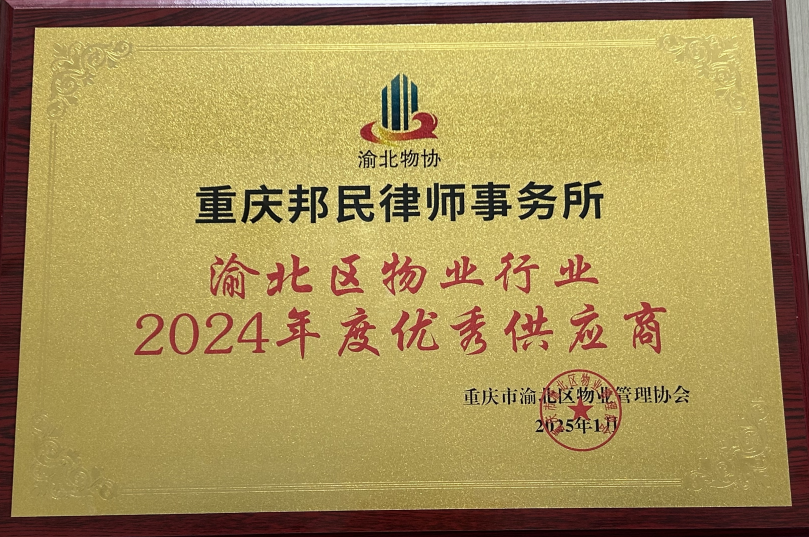 渝北物协
重庆邦民律师事务所
渝北区物业行业
2024年度优秀供应商
重庆市渝北区物业管理协会
2025年1月